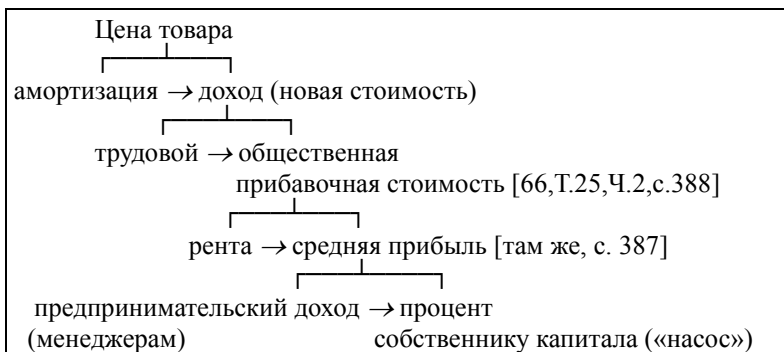 Цена товара
амортизация → доход (новая стоимость)
трудовой → общественная
прибавочная стоимость [66,Т.25,Ч.2,с.388]
рента → средняя прибыль [там же, с. 387]
предпринимательский доход → процент
(менеджерам) собственнику капитала («насос»)